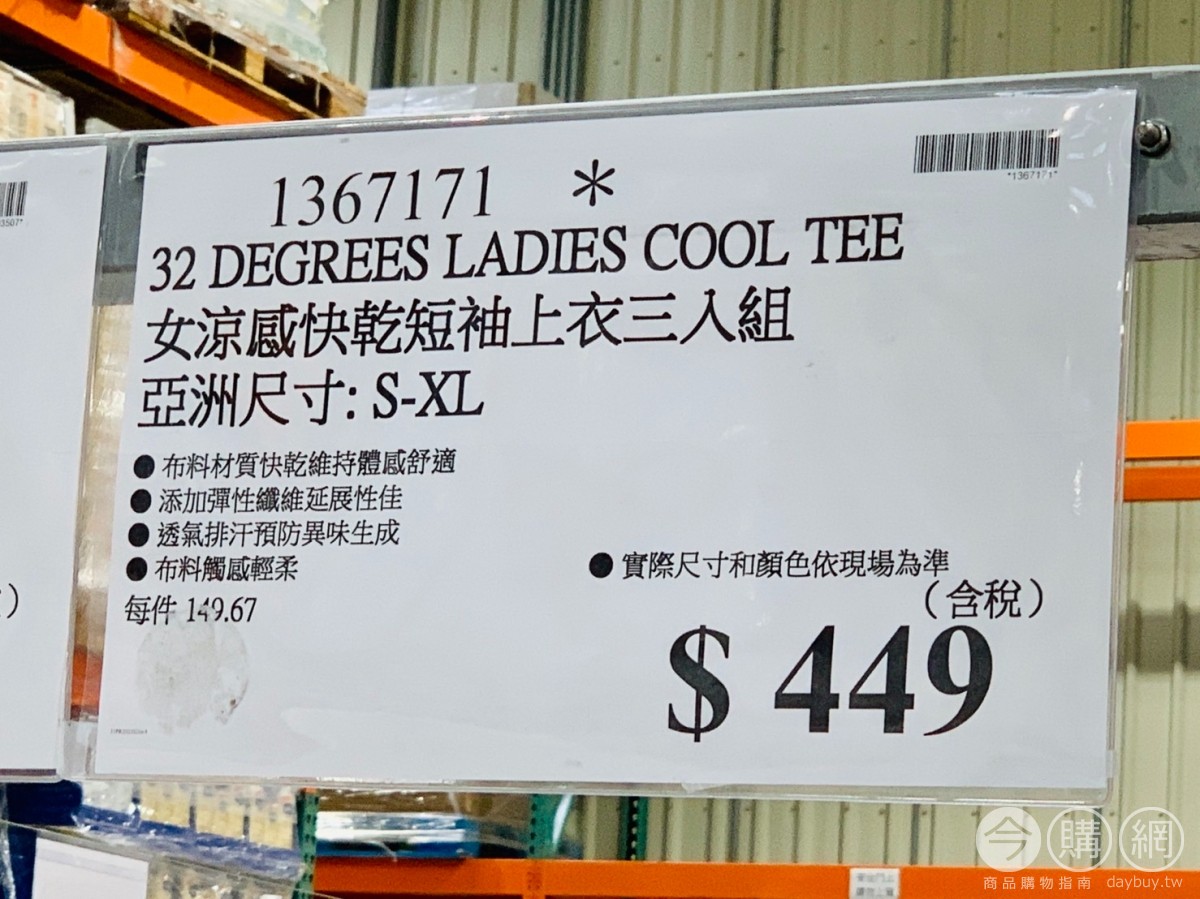 1367171 *
*1367171*
32 DEGREES LADIES COOL TEE
女涼感快乾短袖上衣三入組
亞洲尺寸: S-XL
● 布料材質快乾維持體感舒適
● 添加彈性纖維延展性佳
● 透氣排汗預防異味生成
● 布料觸感輕柔
● 實際尺寸和顏色依現場為準
每件 149.67
（含稅）
$ 449
今購網
商品購物指南 daybuy.tw